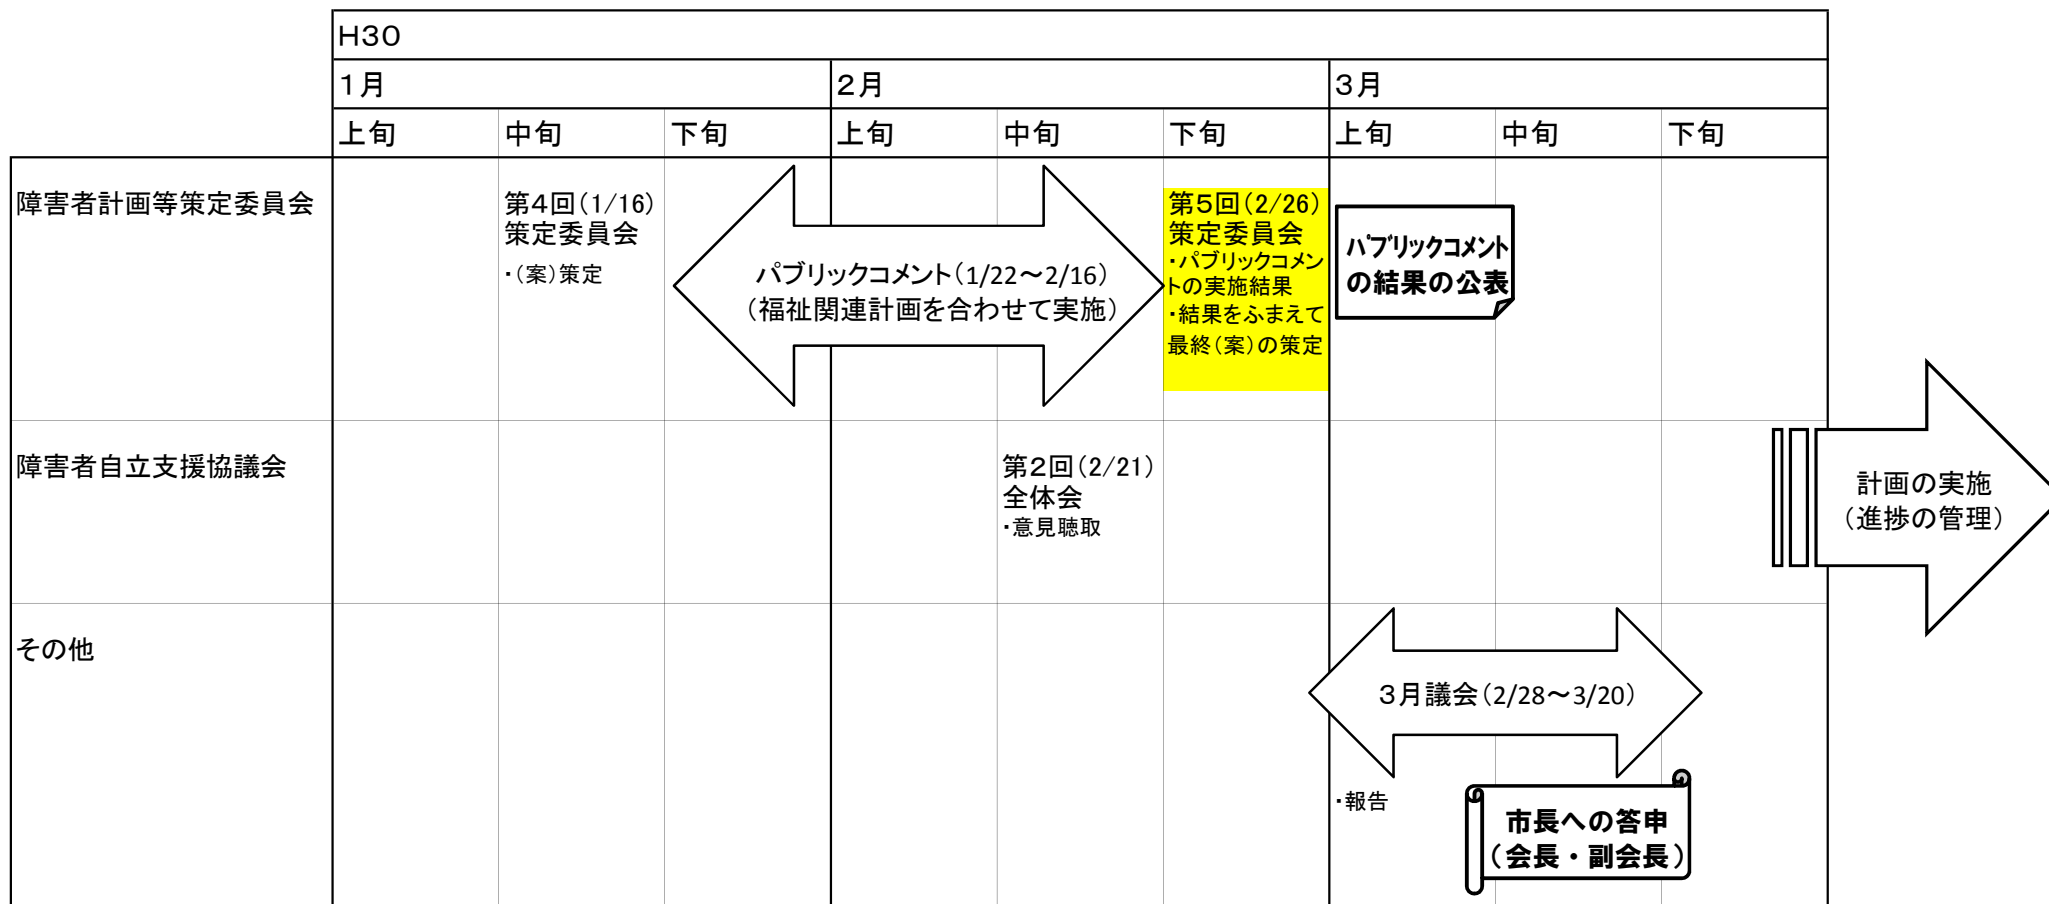 H30
1月
2月
3月
上旬
中旬
下旬
上旬
中旬
下旬
上旬
中旬
下旬
障害者計画等策定委員会
第4回(1/16)
策定委員会
・(案)策定
パブリックコメント(1/22～2/16)
(福祉関連計画を合わせて実施)
第5回(2/26)
策定委員会
・パブリックコメン
トの実施結果
・結果をふまえて
最終(案)の策定
パブリックコメント
の結果の公表
障害者自立支援協議会
第2回(2/21)
全体会
・意見聴取
計画の実施
(進捗の管理)
その他
3月議会(2/28～3/20)
・報告
市長への答申
(会長・副会長)